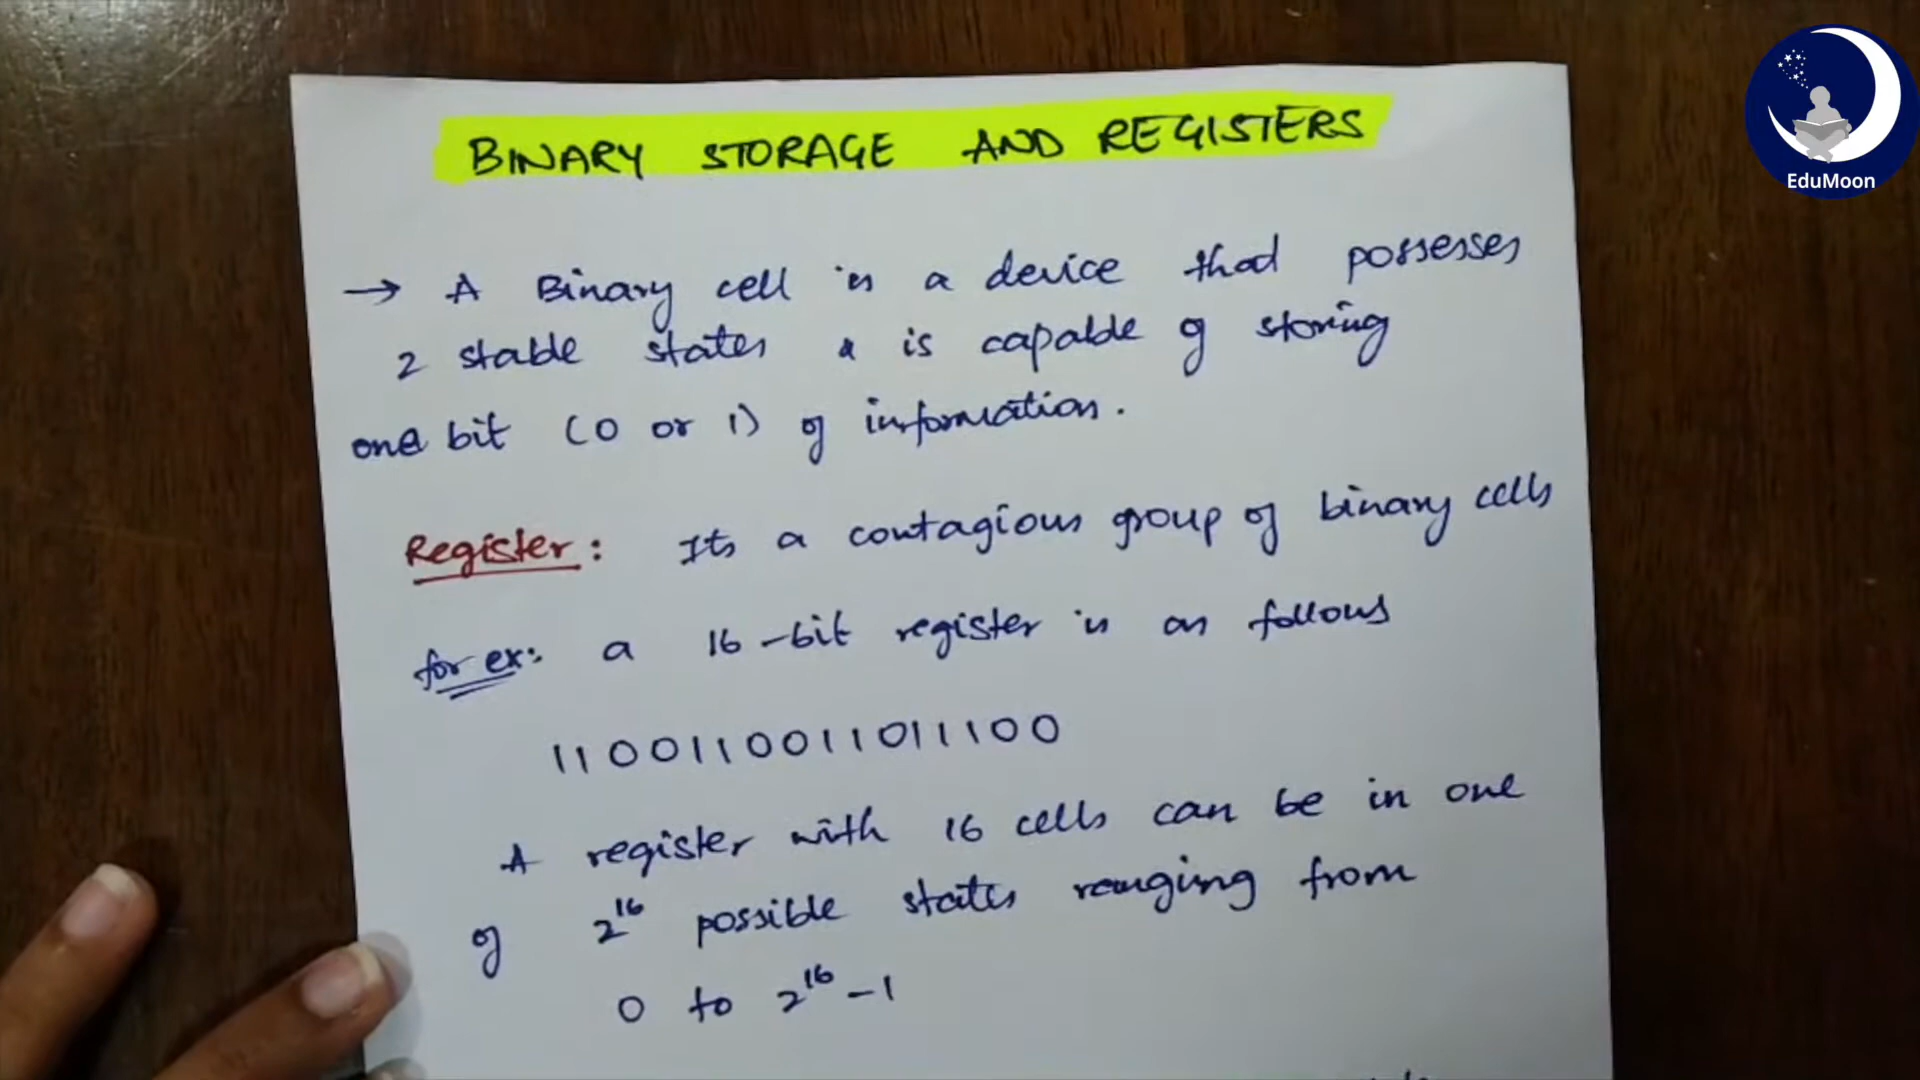 BINARY STORAGE AND REGISTERS
EduMoon
→ A Binary cell is a device that possesses
2 stable states & is capable of storing
one bit (0 or 1) of information.
Register: Its a contagious group of binary cells
for ex: a 16-bit register is as follows
1100110011011100
A register with 16 cells can be in one
of 2^16 possible states ranging from
0 to 2^16 - 1